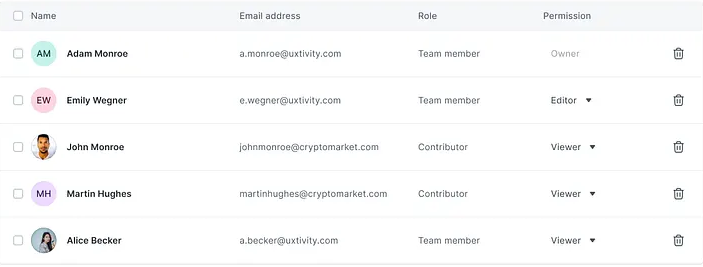 Name Email address Role Permission
AM Adam Monroe a.monroe@uxtivity.com Team member Owner
EW Emily Wegner e.wegner@uxtivity.com Team member Editor
John Monroe johnmonroe@cryptomarket.com Contributor Viewer
MH Martin Hughes martinhughes@cryptomarket.com Contributor Viewer
Alice Becker a.becker@uxtivity.com Team member Viewer